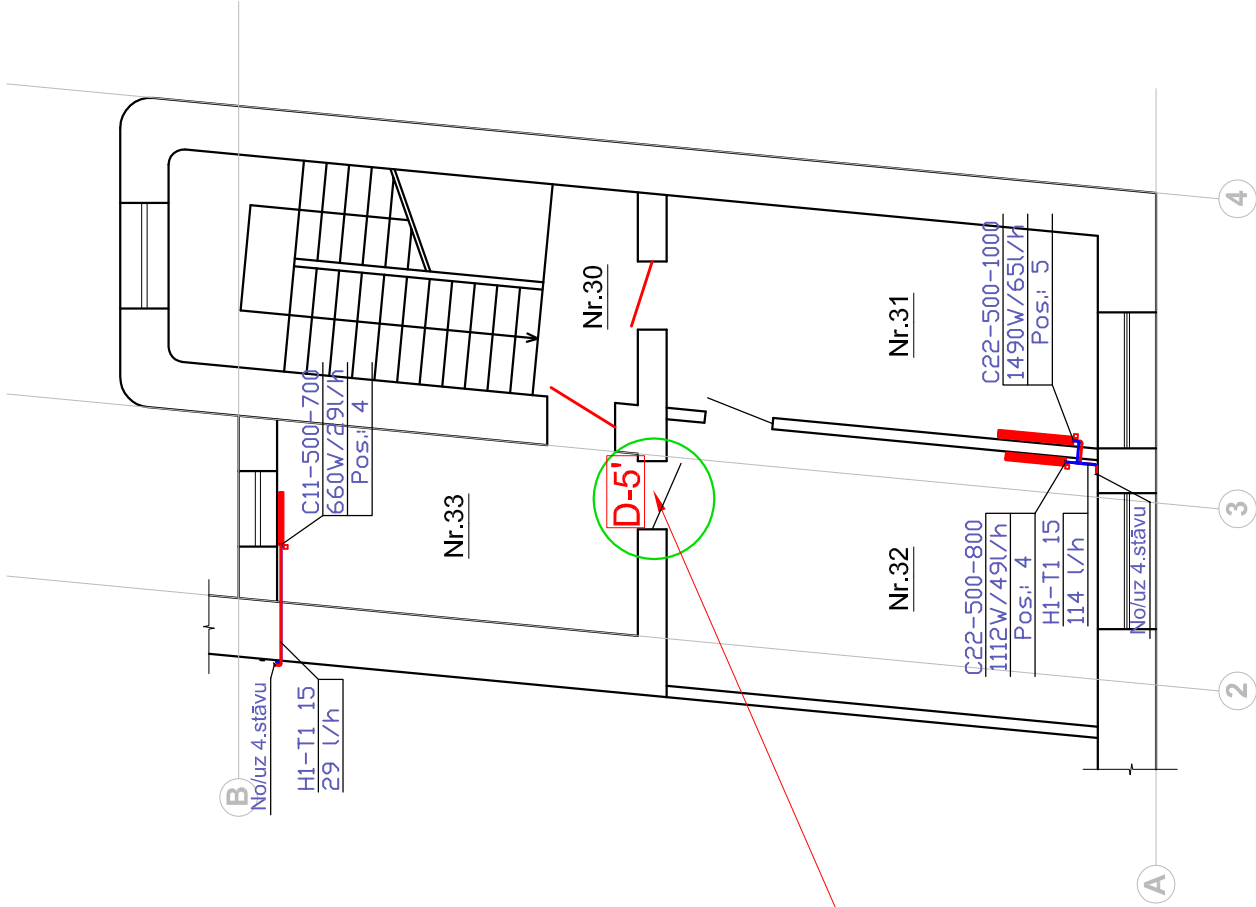 C11-500-700
660W/29l/h
Pos.: 4
Nr.30
Nr.31
C22-500-1000
1490W/65l/h
Pos.: 5
4
Nr.33
D-5'
Nr.32
C22-500-800
1112W/49l/h
Pos.: 4
H1-T1 15
114 l/h
No/uz 4.stāvu
3
2
B
No/uz 4.stāvu
H1-T1 15
29 l/h
A